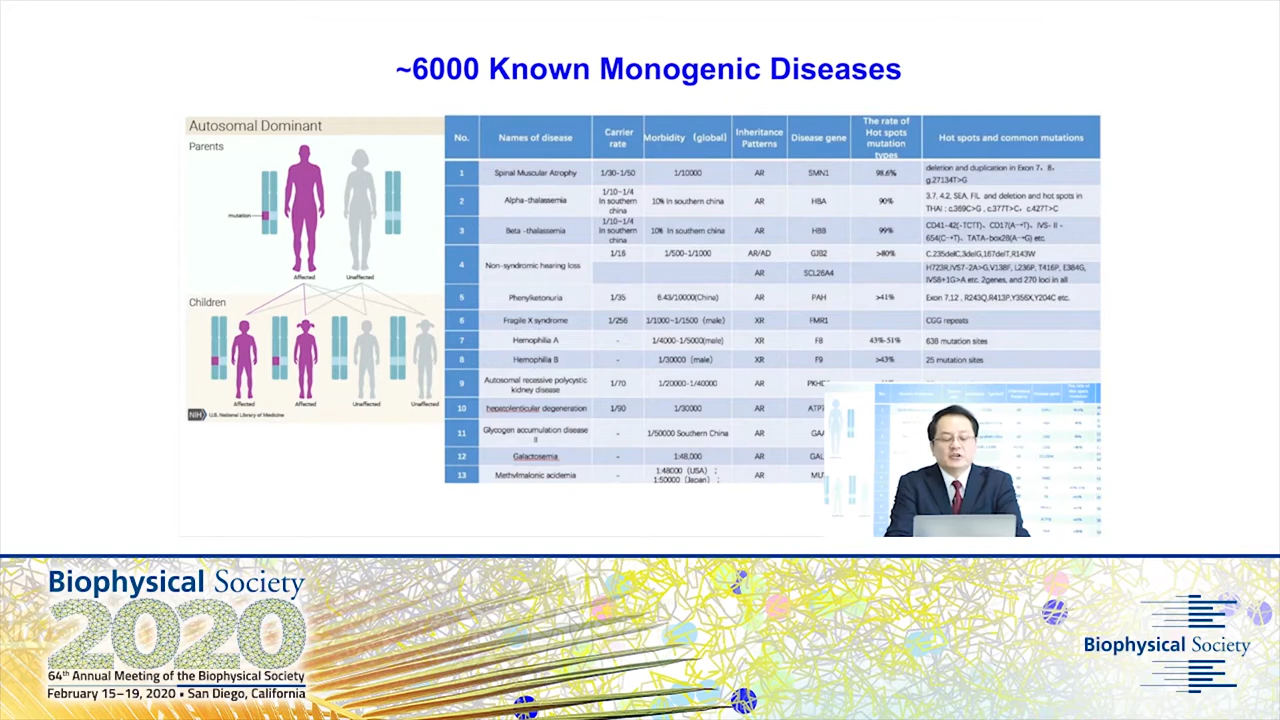 ~6000 Known Monogenic Diseases
Autosomal Dominant
Parents
mutation
Affected Unaffected
Children
Affected Affected Unaffected Unaffected
NIH U.S. National Library of Medicine
No. Names of disease Carrier rate Morbidity (global) Inheritance Patterns Disease gene The rate of Hot spots mutation types Hot spots and common mutations
1 Spinal Muscular Atrophy 1/30-1/50 1/10000 AR SMN1 98.6% deletion and duplication in Exon 7、8、 g.27134T>G
2 Alpha-thalassemia 1/10-1/4 In southern china 10% In southern china AR HBA 90% 3.7, 4.2, SEA, FIL and deletion and hot spots in THAI : c.369C>G , c.377T>C, c.427T>C
3 Beta -thalassemia 1/10-1/4 In southern china 10% In southern china AR HBB 99% CD41-42(-TCTT)、CD17(A→T)、IVS-II-654(C→T)、TATA-box28(A→G) etc
4 Non-syndromic hearing loss 1/16 1/500-1/1000 AR/AD GJB2 >80% C.235delC,3delG,167delT,R143W
AR SCL26A4 H723R,IVS7-2A>G,V138F, L236P, T416P, E384G, IVS8+1G>A etc. 2genes, and 270 loci in all
5 Phenylketonuria 1/35 6.43/10000(China) AR PAH >41% Exon 7,12 , R243Q,R413P,Y356X,Y204C etc.
6 Fragile X syndrome 1/256 1/1000~1/1500 (male) XR FMR1 CGG repeats
7 Hemophilia A - 1/4000-1/5000(male) XR F8 43%-51% 638 mutation sites
8 Hemophilia B - 1/30000 (male) XR F9 >43% 25 mutation sites
9 Autosomal recessive polycystic kidney disease 1/70 1/20000-1/40000 AR
10 hepatolenticular degeneration 1/90 1/30000 AR
11 Glycogen accumulation disease II - 1/50000 Southern China AR
12 Galactosemia - 1:48,000 AR
13 Methylmalonic acidemia - 1:48000 (USA) ; 1:50000 (Japan) ; AR
Biophysical Society
2020
64th Annual Meeting of the Biophysical Society
February 15–19, 2020 • San Diego, California
Biophysical Society